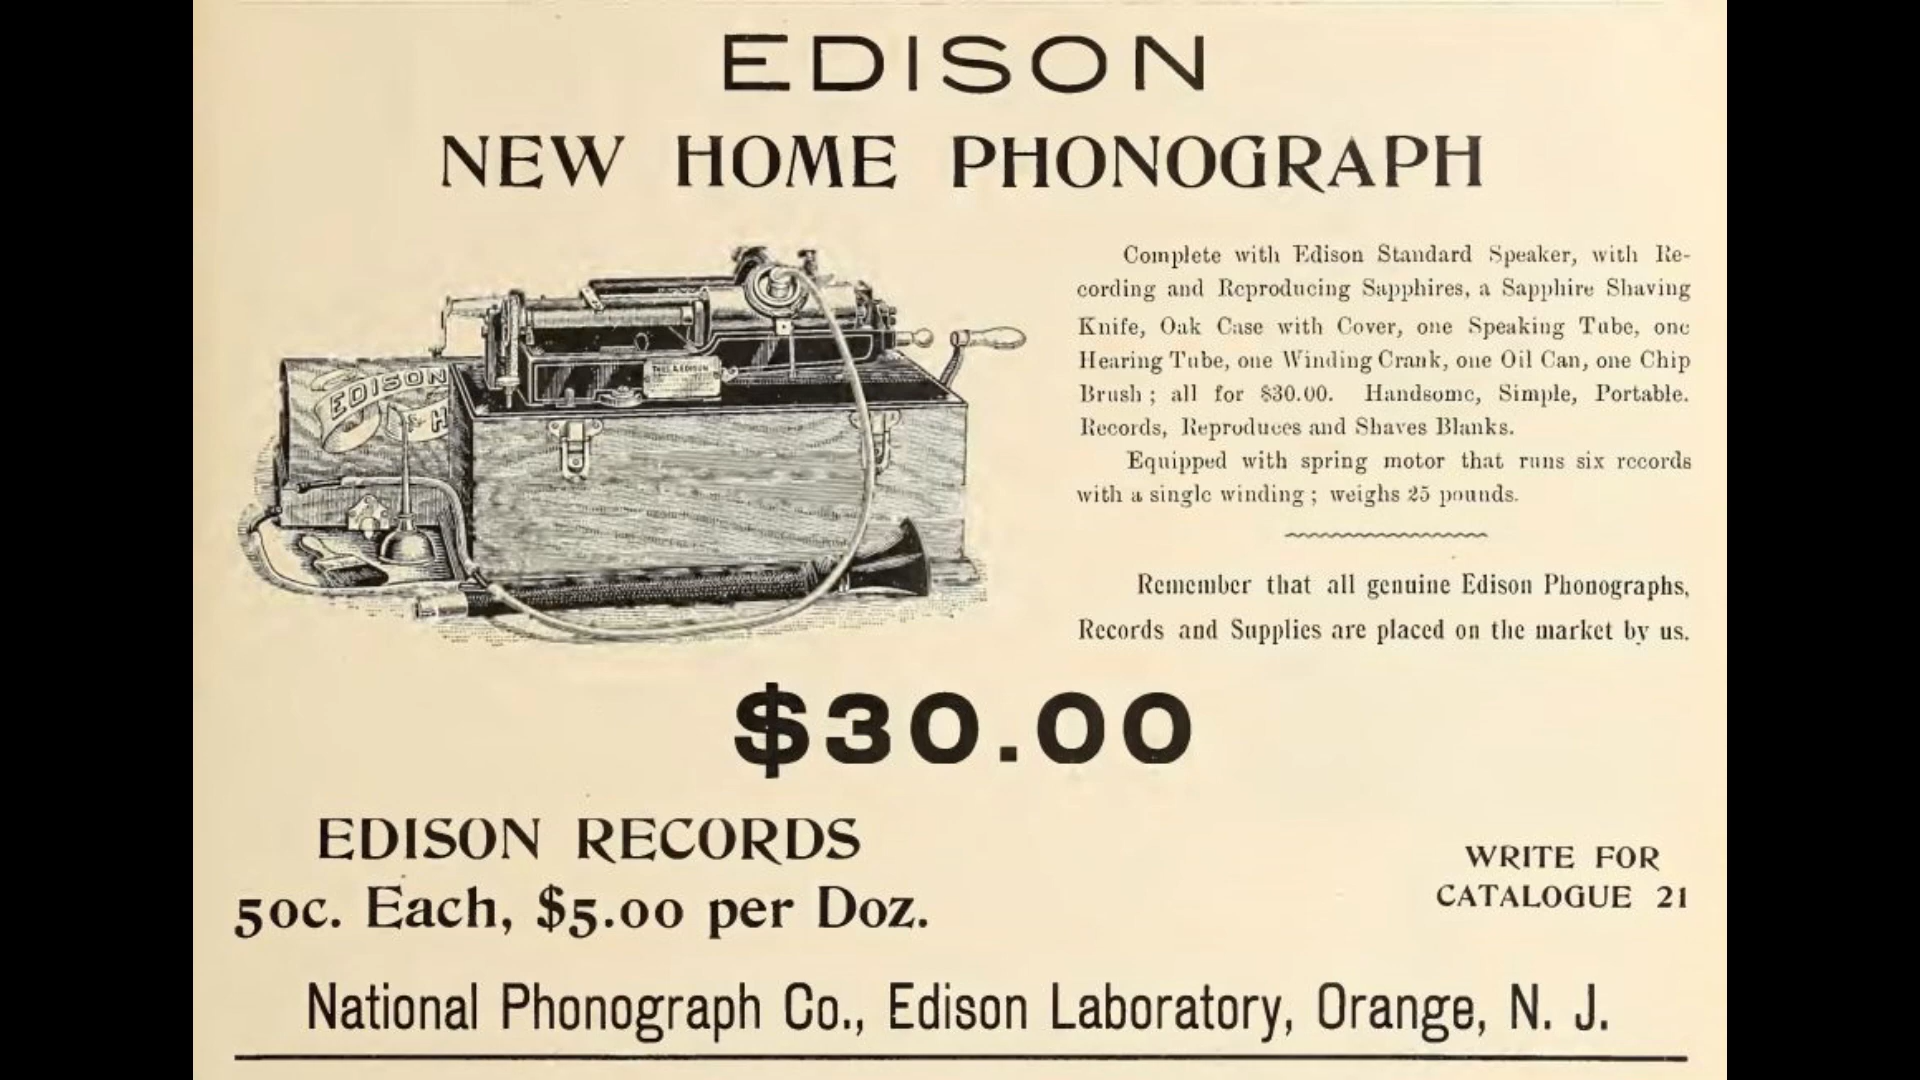 EDISON
NEW HOME PHONOGRAPH
Complete with Edison Standard Speaker, with Re-
cording and Reproducing Sapphires, a Sapphire Shaving
Knife, Oak Case with Cover, one Speaking Tube, one
Hearing Tube, one Winding Crank, one Oil Can, one Chip
Brush; all for $30.00. Handsome, Simple, Portable.
Records, Reproduces and Shaves Blanks.
Equipped with spring motor that runs six records
with a single winding; weighs 25 pounds.
THOS. A. EDISON
EDISON
H
Remember that all genuine Edison Phonographs,
Records and Supplies are placed on the market by us.
$30.00
EDISON RECORDS
50c. Each, $5.00 per Doz.
WRITE FOR
CATALOGUE 21
National Phonograph Co., Edison Laboratory, Orange, N. J.